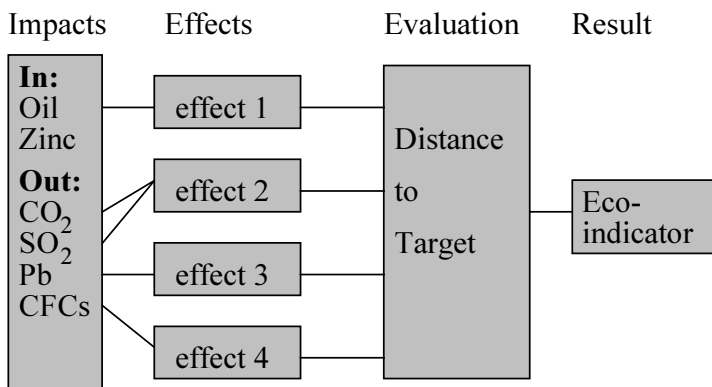 Impacts
Effects
Evaluation
Result
In:
Oil
Zinc
Out:
CO2
SO2
Pb
CFCs
effect 1
effect 2
effect 3
effect 4
Distance
to
Target
Eco-
indicator